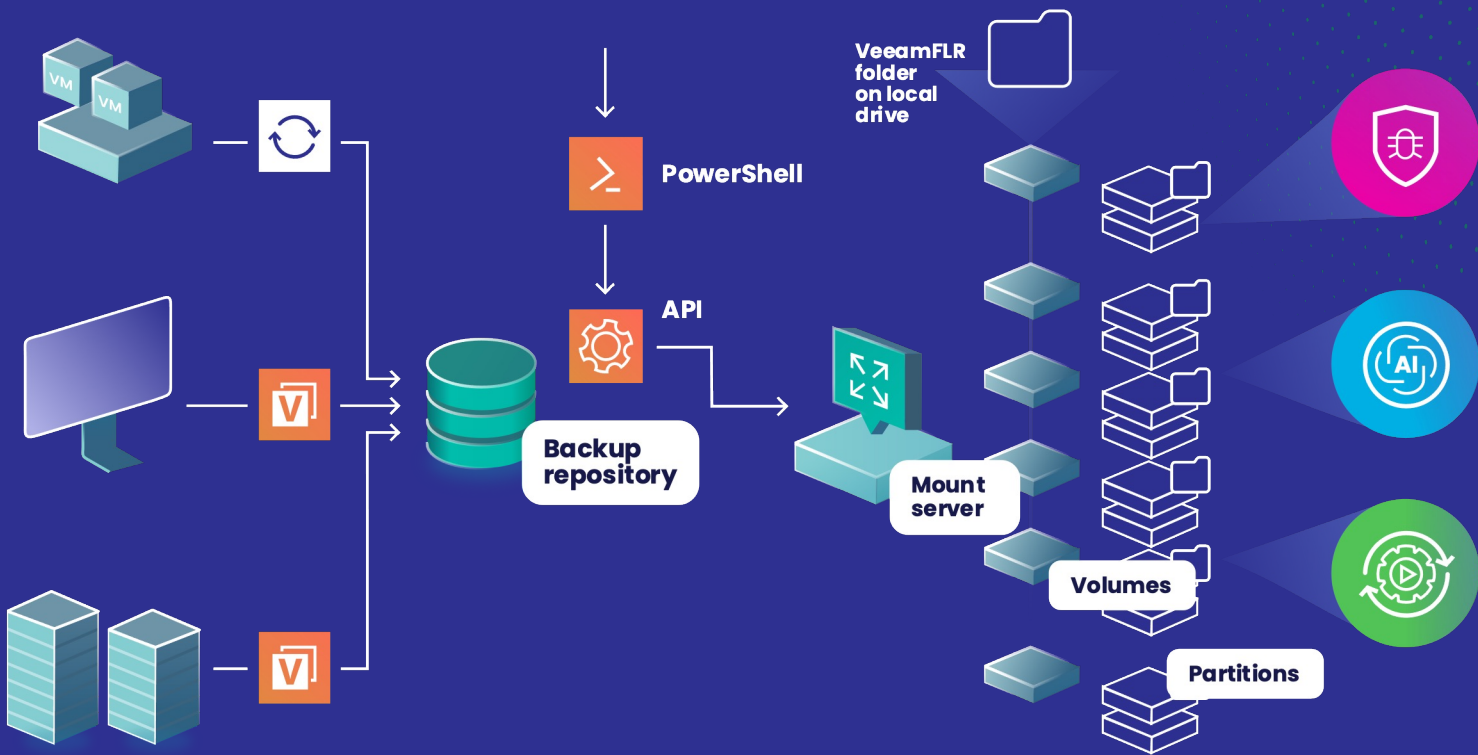 VM
VM
V
V
PowerShell
API
Backup
repository
Mount
server
VeeamFLR
folder
on local
drive
Volumes
Partitions
AI